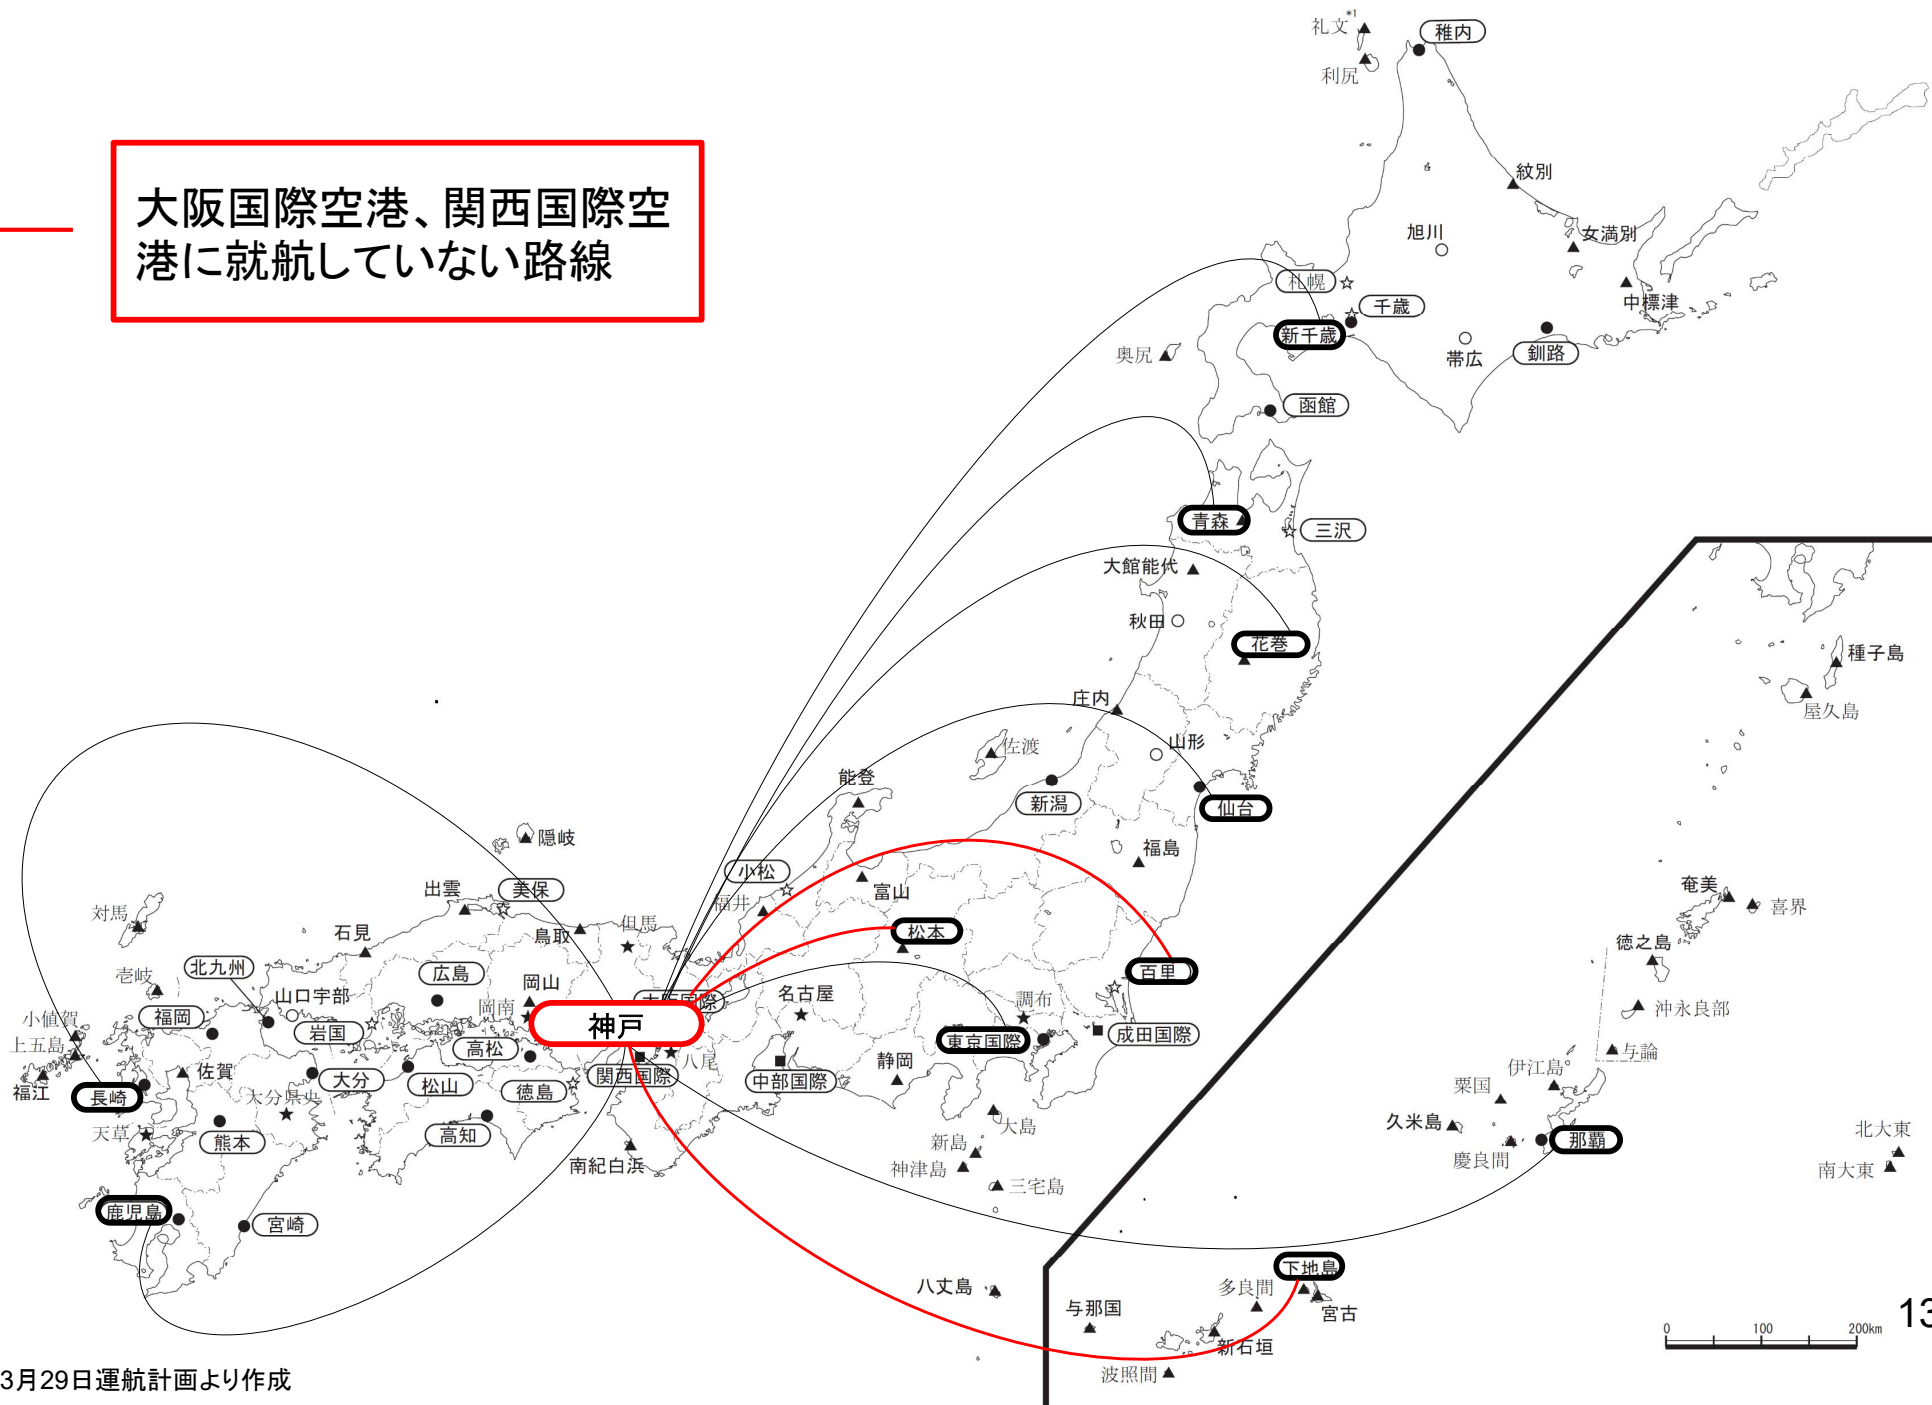 大阪国際空港、関西国際空
港に就航していない路線
礼文*1
利尻
稚内
紋別
旭川
女満別
中標津
札幌
千歳
新千歳
帯広
釧路
奥尻
函館
青森
三沢
大館能代
秋田
花巻
庄内
山形
佐渡
新潟
仙台
福島
能登
小松
福井
富山
松本
百里
隠岐
出雲
美保
鳥取
但馬
対馬
石見
壱岐
北九州
山口宇部
広島
岡山
岡南
大阪国際
神戸
名古屋
調布
東京国際
成田国際
小値賀
上五島
福江
福岡
岩国
高松
八尾
関西国際
中部国際
静岡
佐賀
大分
松山
徳島
長崎
大分県央
天草
熊本
高知
南紀白浜
大島
新島
神津島
三宅島
鹿児島
宮崎
八丈島
種子島
屋久島
奄美
喜界
徳之島
沖永良部
与論
伊江島
粟国
久米島
慶良間
那覇
北大東
南大東
下地島
多良間
宮古
与那国
新石垣
波照間
0 100 200km
13
3月29日運航計画より作成